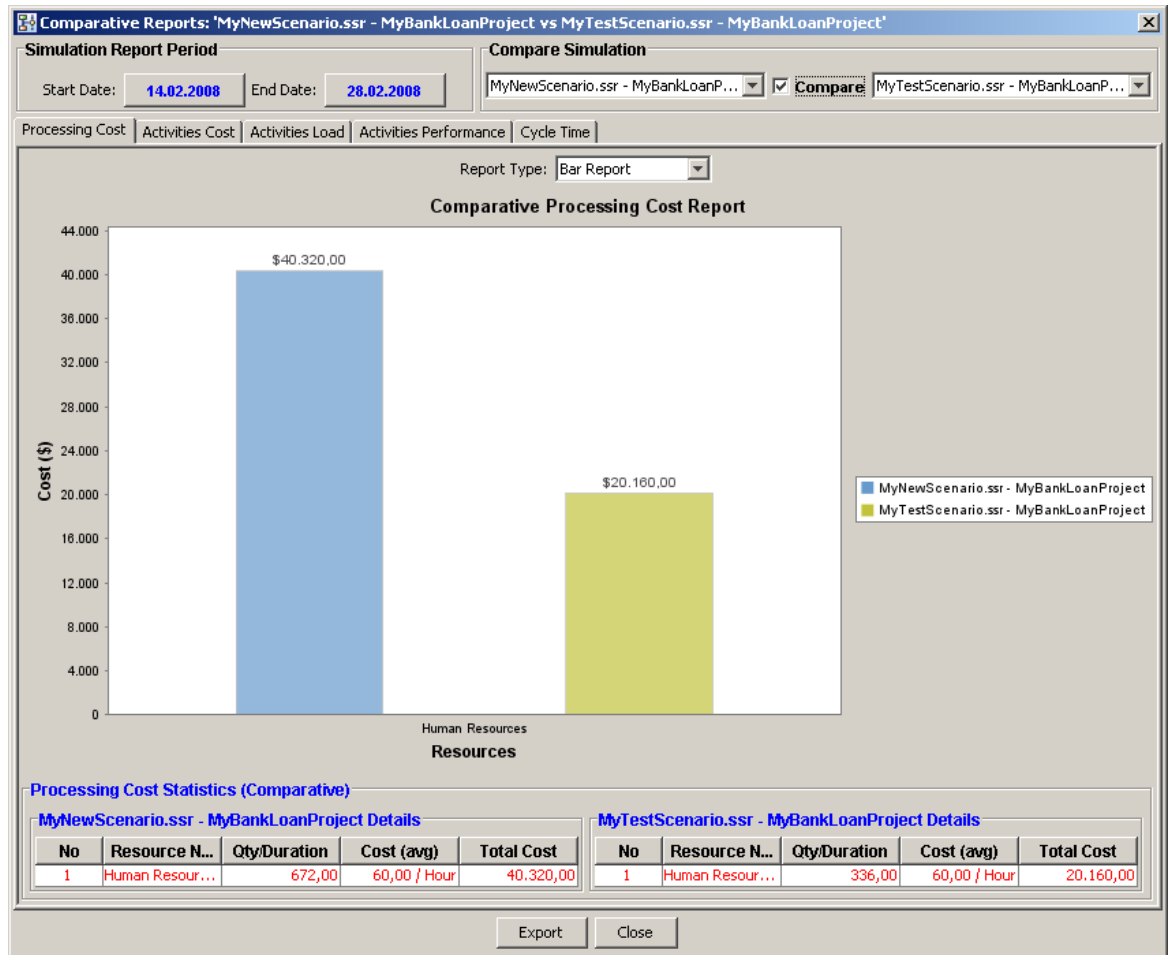 Comparative Reports: 'MyNewScenario.ssr - MyBankLoanProject vs MyTestScenario.ssr - MyBankLoanProject'
Simulation Report Period
Start Date: 14.02.2008 End Date: 28.02.2008
Compare Simulation
MyNewScenario.ssr - MyBankLoanP... Compare MyTestScenario.ssr - MyBankLoanP...
Processing Cost Activities Cost Activities Load Activities Performance Cycle Time
Report Type: Bar Report
Comparative Processing Cost Report
44.000
40.000
36.000
32.000
28.000
24.000
20.000
16.000
12.000
8.000
4.000
0
Cost ($)
$40.320,00
$20.160,00
Human Resources
Resources
MyNewScenario.ssr - MyBankLoanProject
MyTestScenario.ssr - MyBankLoanProject
Processing Cost Statistics (Comparative)
MyNewScenario.ssr - MyBankLoanProject Details
No Resource N... Qty/Duration Cost (avg) Total Cost
1 Human Resour... 672,00 60,00 / Hour 40.320,00
MyTestScenario.ssr - MyBankLoanProject Details
No Resource N... Qty/Duration Cost (avg) Total Cost
1 Human Resour... 336,00 60,00 / Hour 20.160,00
Export Close